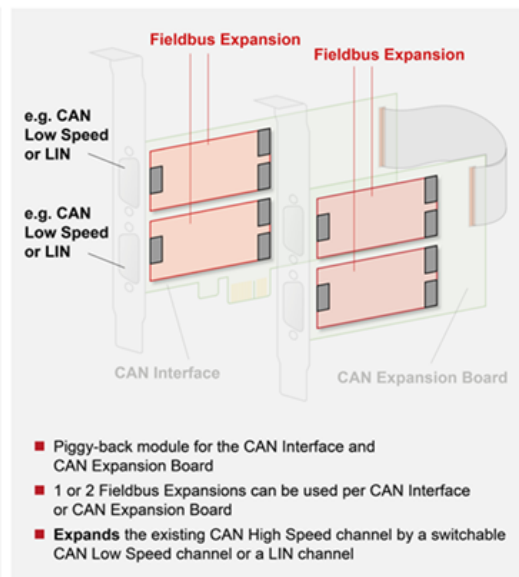 Fieldbus Expansion
Fieldbus Expansion
e.g. CAN
Low Speed
or LIN
e.g. CAN
Low Speed
or LIN
CAN Interface
CAN Expansion Board
Piggy-back module for the CAN Interface and
CAN Expansion Board
1 or 2 Fieldbus Expansions can be used per CAN Interface
or CAN Expansion Board
Expands the existing CAN High Speed channel by a switchable
CAN Low Speed channel or a LIN channel